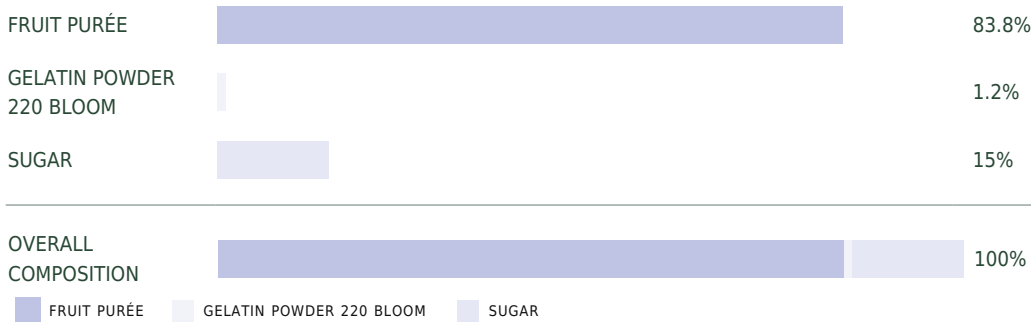 FRUIT PURÉE 83.8%
GELATIN POWDER
220 BLOOM 1.2%
SUGAR 15%
OVERALL
COMPOSITION 100%
FRUIT PURÉE GELATIN POWDER 220 BLOOM SUGAR